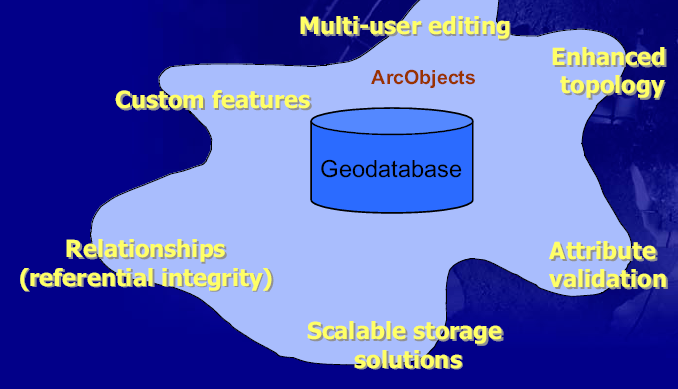 Multi-user editing
Enhanced
topology
ArcObjects
Custom features
Geodatabase
Relationships
(referential integrity)
Attribute
validation
Scalable storage
solutions